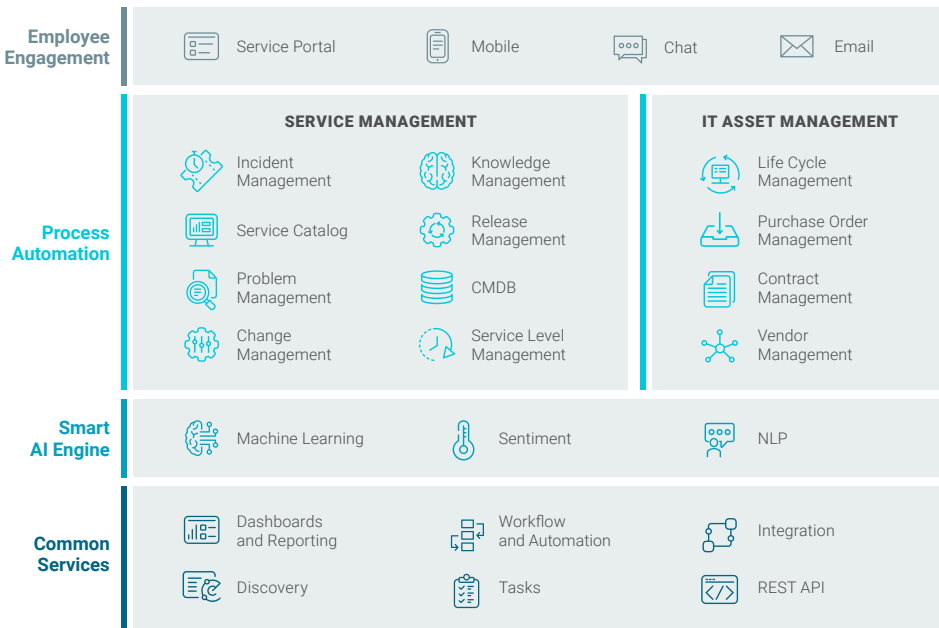 Employee
Engagement
Service Portal
Mobile
Chat
Email
Process
Automation
SERVICE MANAGEMENT
Incident
Management
Knowledge
Management
Service Catalog
Release
Management
Problem
Management
CMDB
Change
Management
Service Level
Management
IT ASSET MANAGEMENT
Life Cycle
Management
Purchase Order
Management
Contract
Management
Vendor
Management
Smart
AI Engine
Machine Learning
Sentiment
NLP
Common
Services
Dashboards
and Reporting
Workflow
and Automation
Integration
Discovery
Tasks
REST API